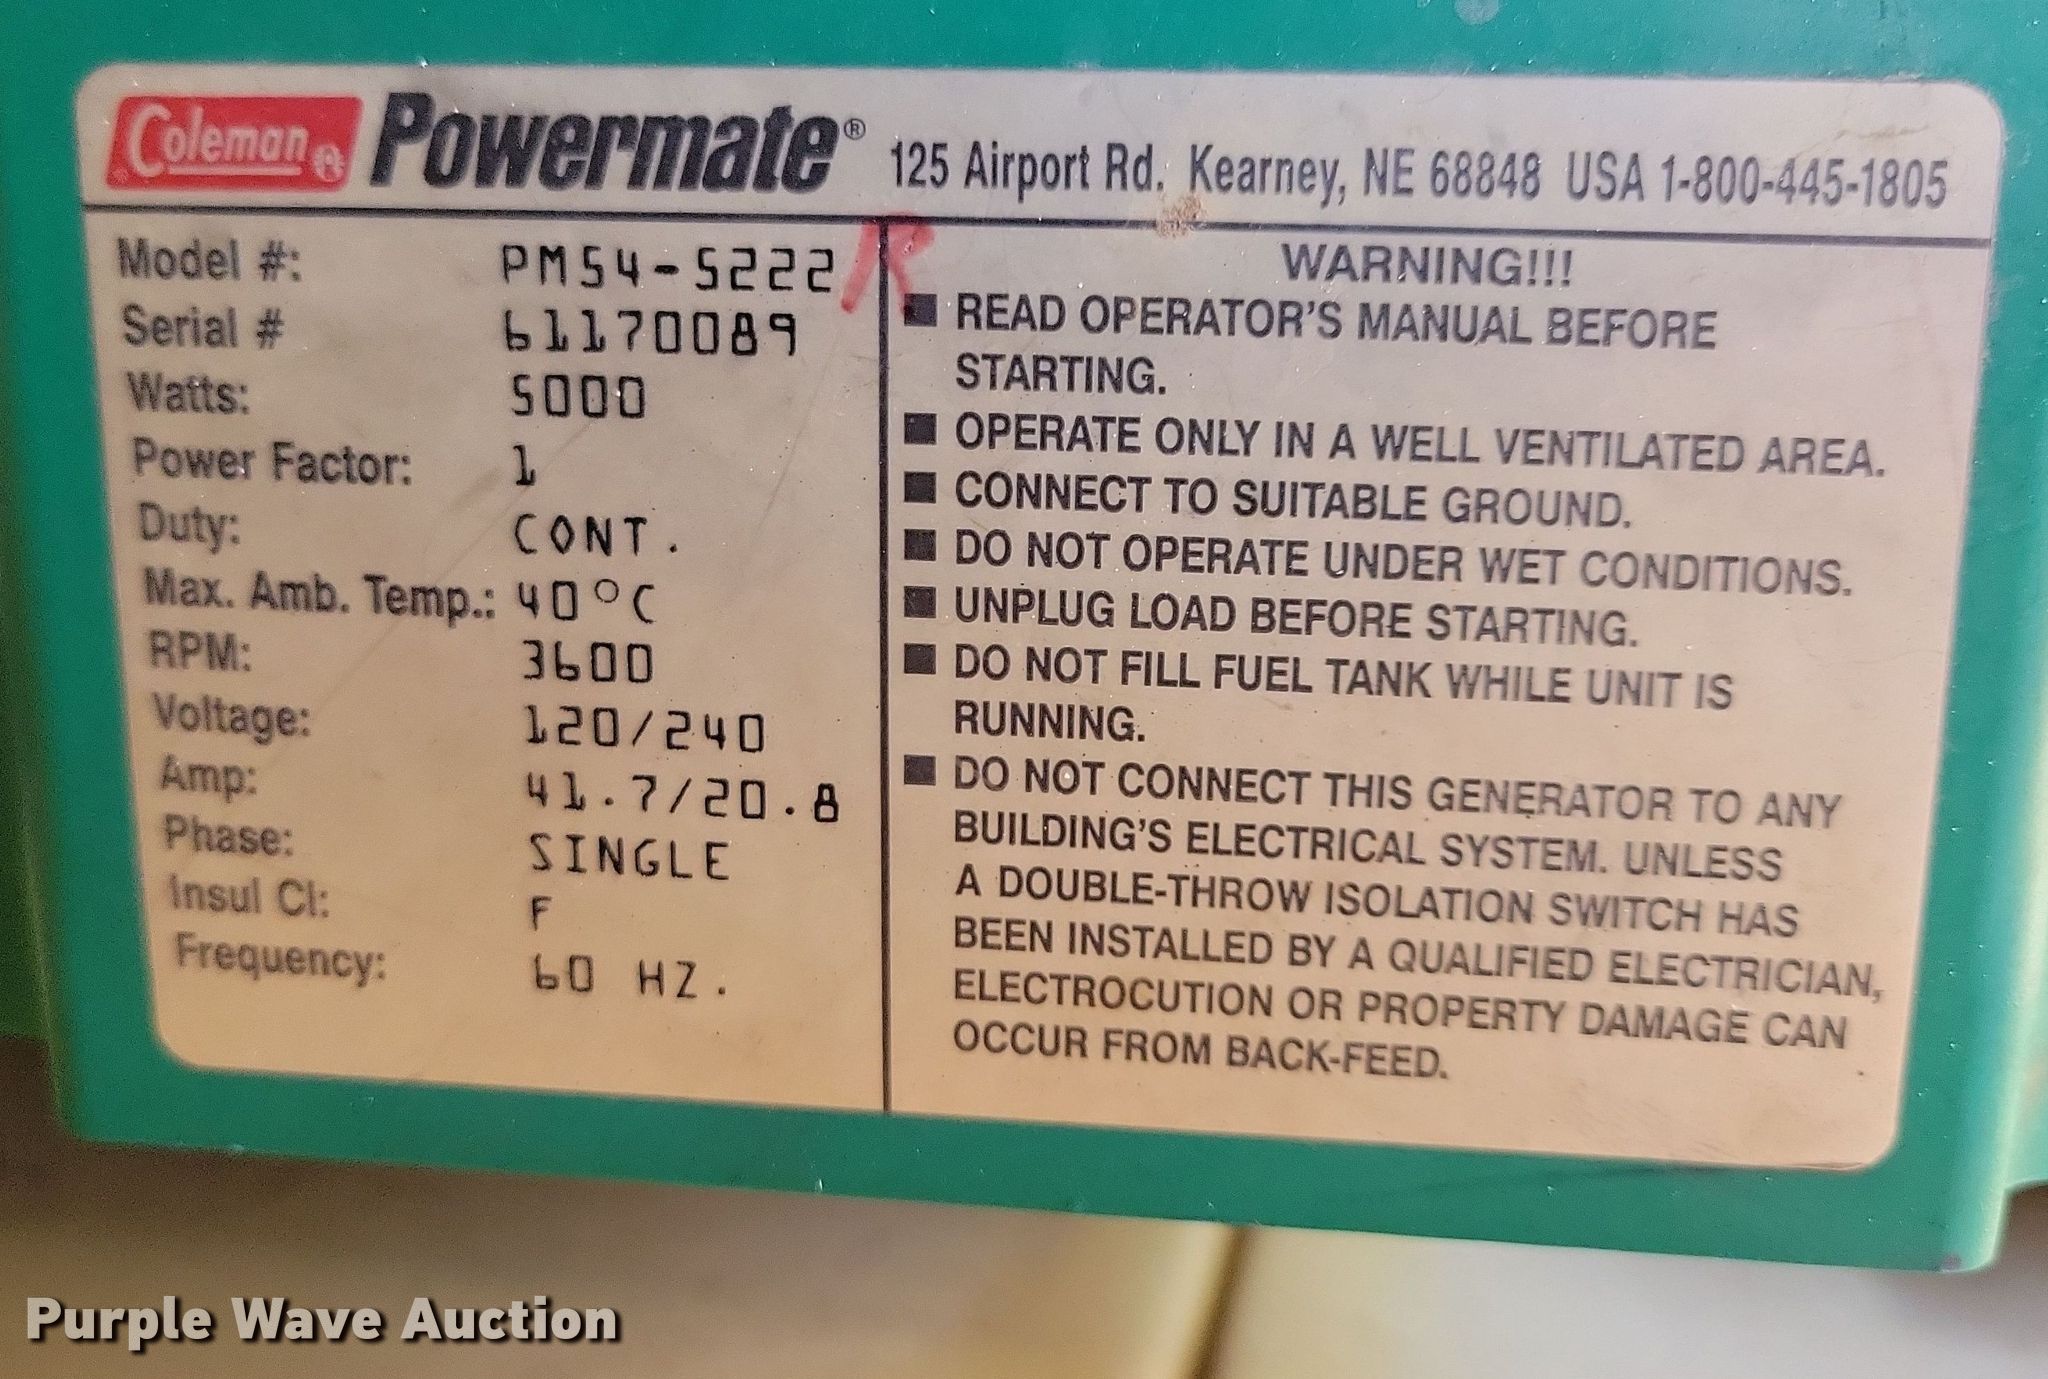 Coleman Powermate® 125 Airport Rd. Kearney, NE 68848 USA 1-800-445-1805
Model #: PM54-5222 R
Serial # 61170089
Watts: 5000
Power Factor: 1
Duty: CONT.
Max. Amb. Temp.: 40°C
RPM: 3600
Voltage: 120/240
Amp: 41.7/20.8
Phase: SINGLE
Insul Cl: F
Frequency: 60 HZ.
WARNING!!!
■ READ OPERATOR'S MANUAL BEFORE
STARTING.
■ OPERATE ONLY IN A WELL VENTILATED AREA.
■ CONNECT TO SUITABLE GROUND.
■ DO NOT OPERATE UNDER WET CONDITIONS.
■ UNPLUG LOAD BEFORE STARTING.
■ DO NOT FILL FUEL TANK WHILE UNIT IS
RUNNING.
■ DO NOT CONNECT THIS GENERATOR TO ANY
BUILDING'S ELECTRICAL SYSTEM. UNLESS
A DOUBLE-THROW ISOLATION SWITCH HAS
BEEN INSTALLED BY A QUALIFIED ELECTRICIAN,
ELECTROCUTION OR PROPERTY DAMAGE CAN
OCCUR FROM BACK-FEED.
Purple Wave Auction